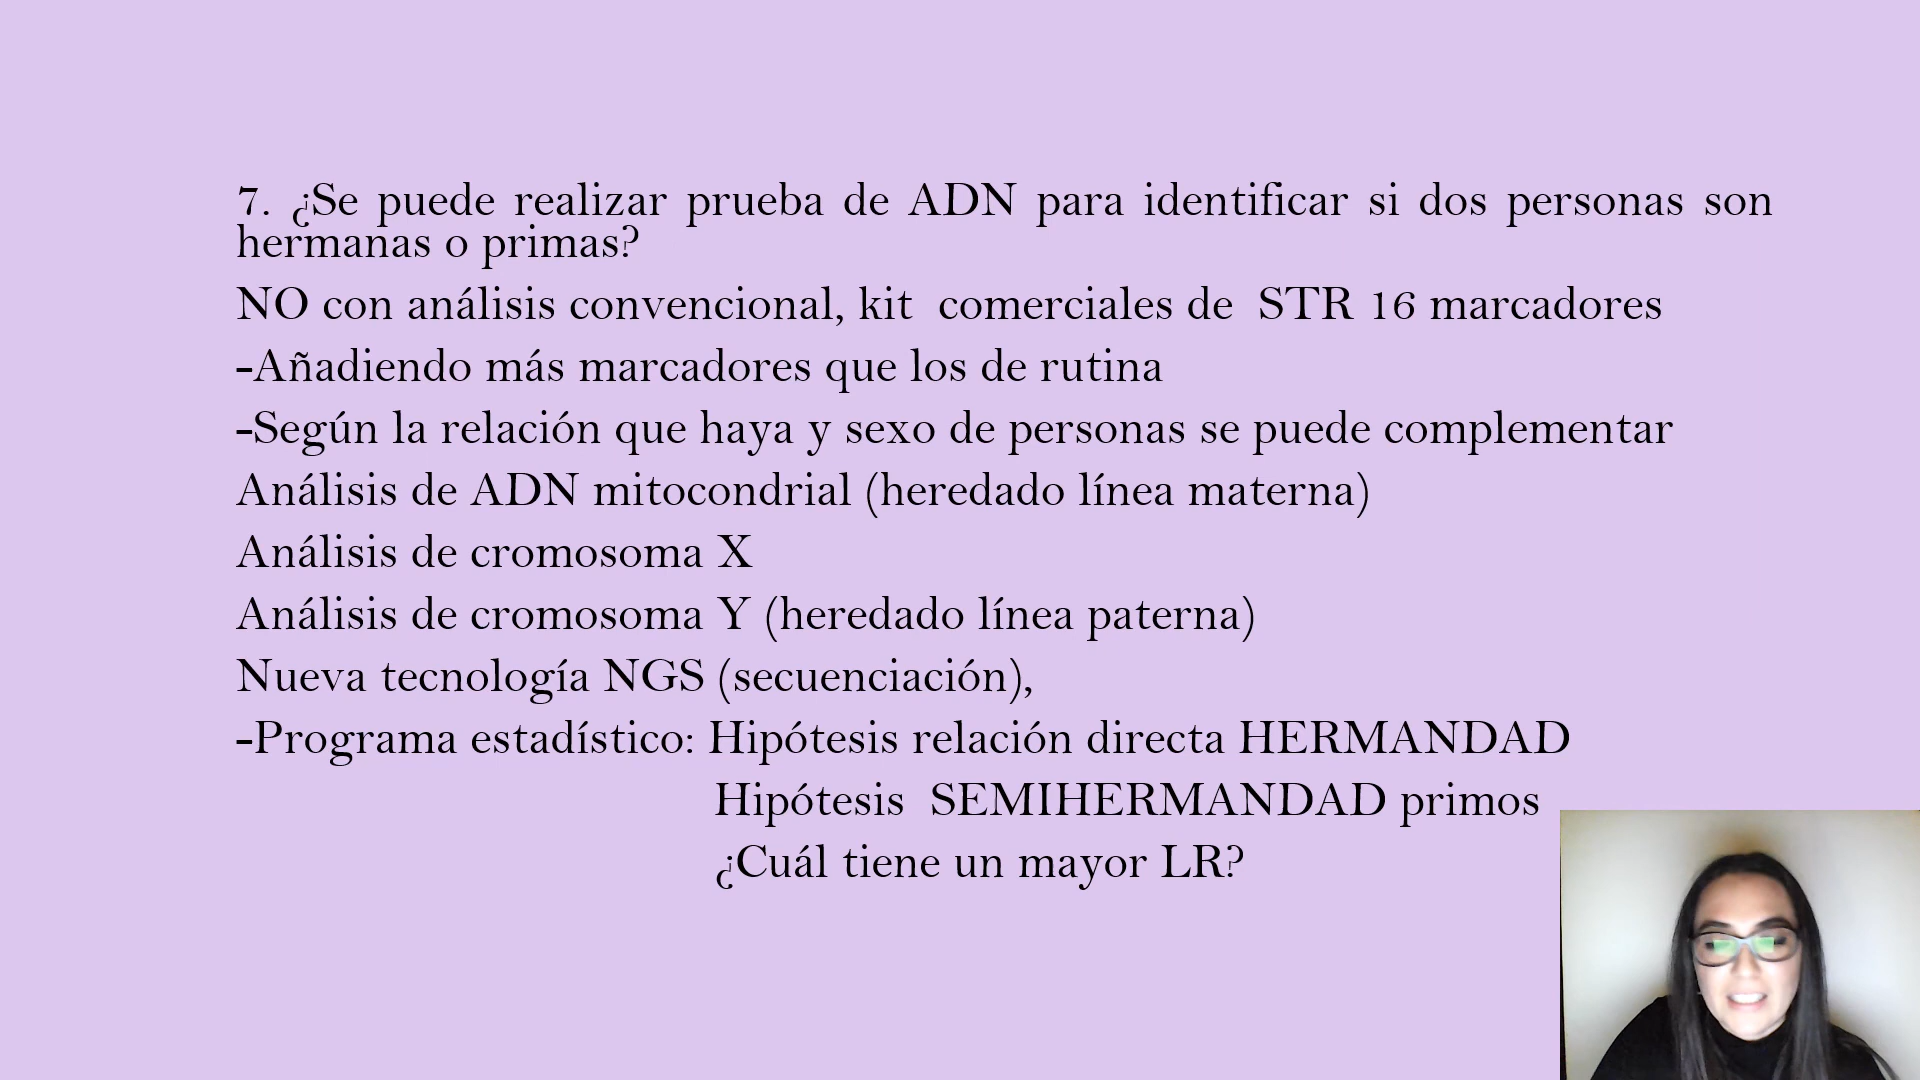 7. ¿Se puede realizar prueba de ADN para identificar si dos personas son
hermanas o primas?
NO con análisis convencional, kit comerciales de STR 16 marcadores
-Añadiendo más marcadores que los de rutina
-Según la relación que haya y sexo de personas se puede complementar
Análisis de ADN mitocondrial (heredado línea materna)
Análisis de cromosoma X
Análisis de cromosoma Y (heredado línea paterna)
Nueva tecnología NGS (secuenciación),
-Programa estadístico: Hipótesis relación directa HERMANDAD
Hipótesis SEMIHERMANDAD primos
¿Cuál tiene un mayor LR?